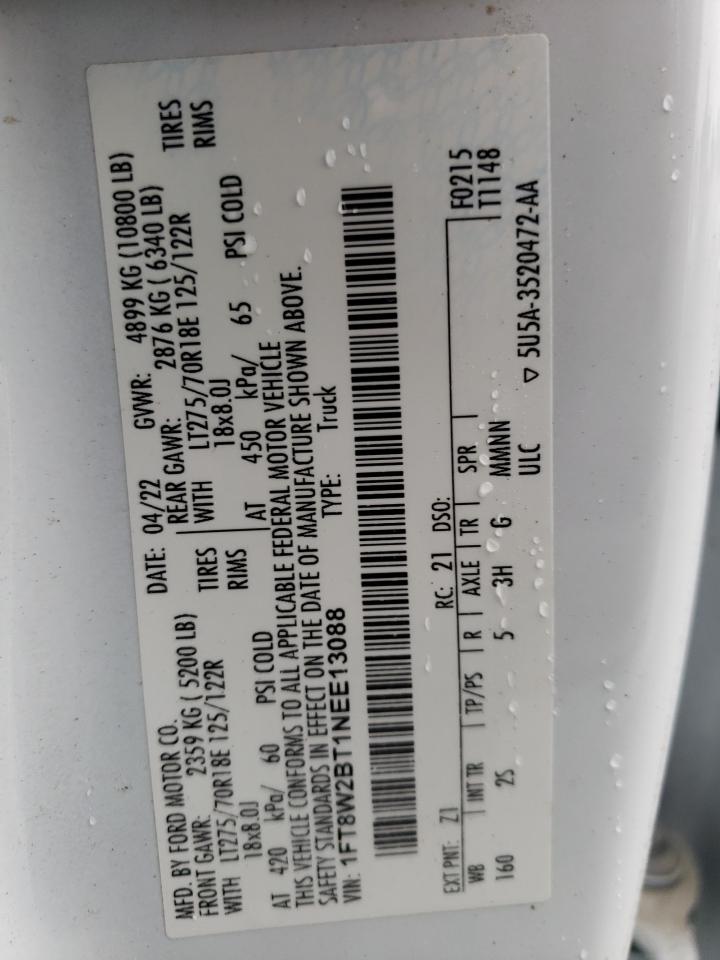 MFD. BY FORD MOTOR CO.
DATE: 04/22 GVWR: 4899 KG (10800 LB)
FRONT GAWR: 2359 KG ( 5200 LB) REAR GAWR: 2876 KG ( 6340 LB)
WITH LT275/70R18E 125/122R TIRES WITH LT275/70R18E 125/122R TIRES
18x8.0J RIMS 18x8.0J RIMS
AT 420 kPa/ 60 PSI COLD AT 450 kPa/ 65 PSI COLD
THIS VEHICLE CONFORMS TO ALL APPLICABLE FEDERAL MOTOR VEHICLE
SAFETY STANDARDS IN EFFECT ON THE DATE OF MANUFACTURE SHOWN ABOVE.
VIN: 1FT8W2BT1NEE13088 TYPE: Truck
EXT PNT: Z1 RC: 21 DSO: F0215
WB INT TR TP/PS R AXLE TR SPR T1148
160 2S 5 3H G MMNNN
ULC ▽ 5U5A-3520472-AA